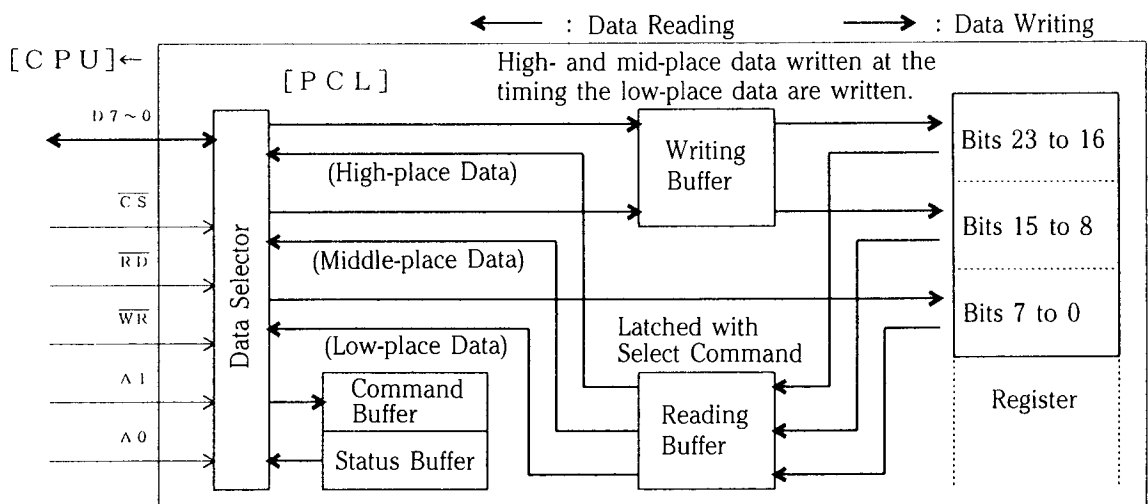 : Data Reading
: Data Writing
[CPU]
[PCL]
High- and mid-place data written at the
timing the low-place data are written.
D7~0
CS
RD
WR
A1
A0
Data Selector
(High-place Data)
(Middle-place Data)
(Low-place Data)
Writing
Buffer
Bits 23 to 16
Bits 15 to 8
Bits 7 to 0
Register
Latched with
Select Command
Reading
Buffer
Command
Buffer
Status Buffer